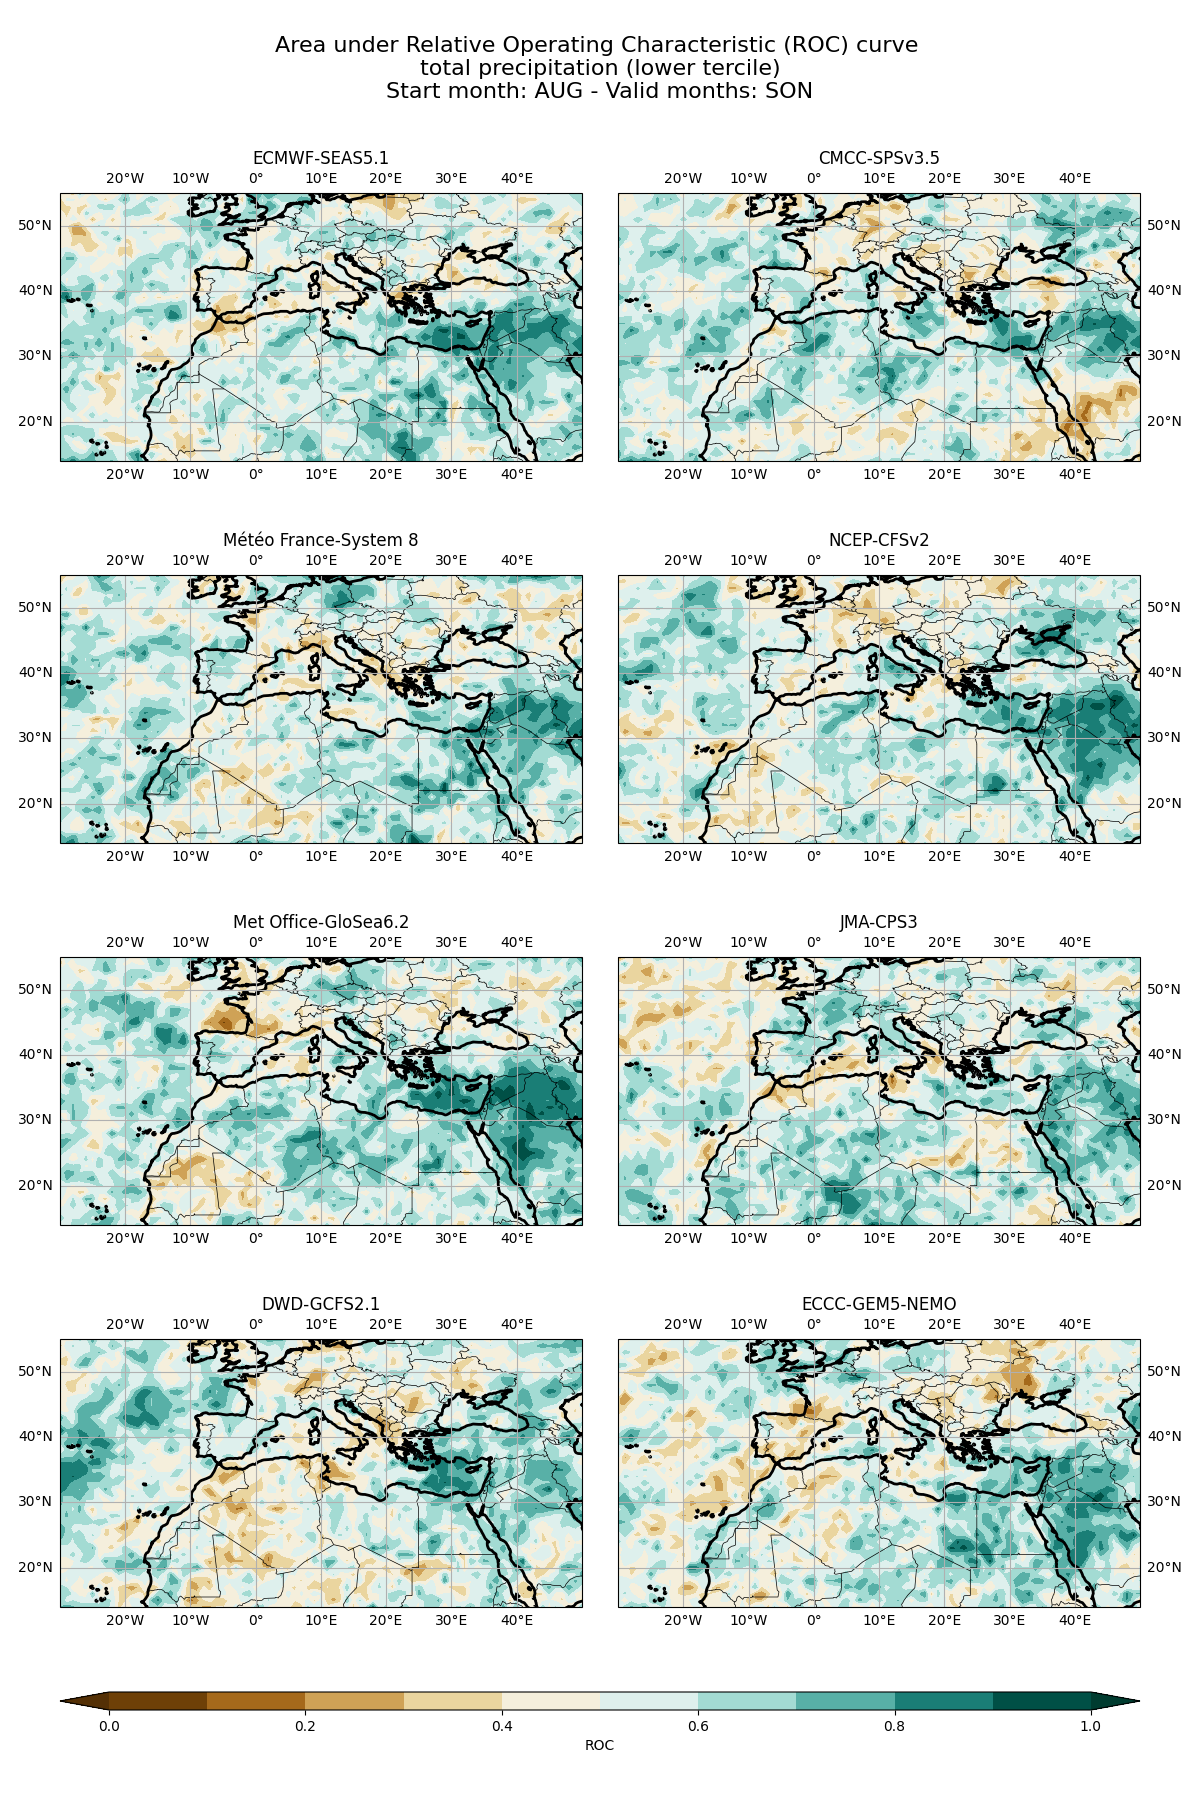 Area under Relative Operating Characteristic (ROC) curve
total precipitation (lower tercile)
Start month: AUG - Valid months: SON
ECMWF-SEAS5.1
20°W 10°W 0° 10°E 20°E 30°E 40°E
50°N
40°N
30°N
20°N
20°W 10°W 0° 10°E 20°E 30°E 40°E
CMCC-SPSv3.5
20°W 10°W 0° 10°E 20°E 30°E 40°E
50°N
40°N
30°N
20°N
20°W 10°W 0° 10°E 20°E 30°E 40°E
Météo France-System 8
20°W 10°W 0° 10°E 20°E 30°E 40°E
50°N
40°N
30°N
20°N
20°W 10°W 0° 10°E 20°E 30°E 40°E
NCEP-CFSv2
20°W 10°W 0° 10°E 20°E 30°E 40°E
50°N
40°N
30°N
20°N
20°W 10°W 0° 10°E 20°E 30°E 40°E
Met Office-GloSea6.2
20°W 10°W 0° 10°E 20°E 30°E 40°E
50°N
40°N
30°N
20°N
20°W 10°W 0° 10°E 20°E 30°E 40°E
JMA-CPS3
20°W 10°W 0° 10°E 20°E 30°E 40°E
50°N
40°N
30°N
20°N
20°W 10°W 0° 10°E 20°E 30°E 40°E
DWD-GCFS2.1
20°W 10°W 0° 10°E 20°E 30°E 40°E
50°N
40°N
30°N
20°N
20°W 10°W 0° 10°E 20°E 30°E 40°E
ECCC-GEM5-NEMO
20°W 10°W 0° 10°E 20°E 30°E 40°E
50°N
40°N
30°N
20°N
20°W 10°W 0° 10°E 20°E 30°E 40°E
0.0 0.2 0.4 0.6 0.8 1.0
ROC